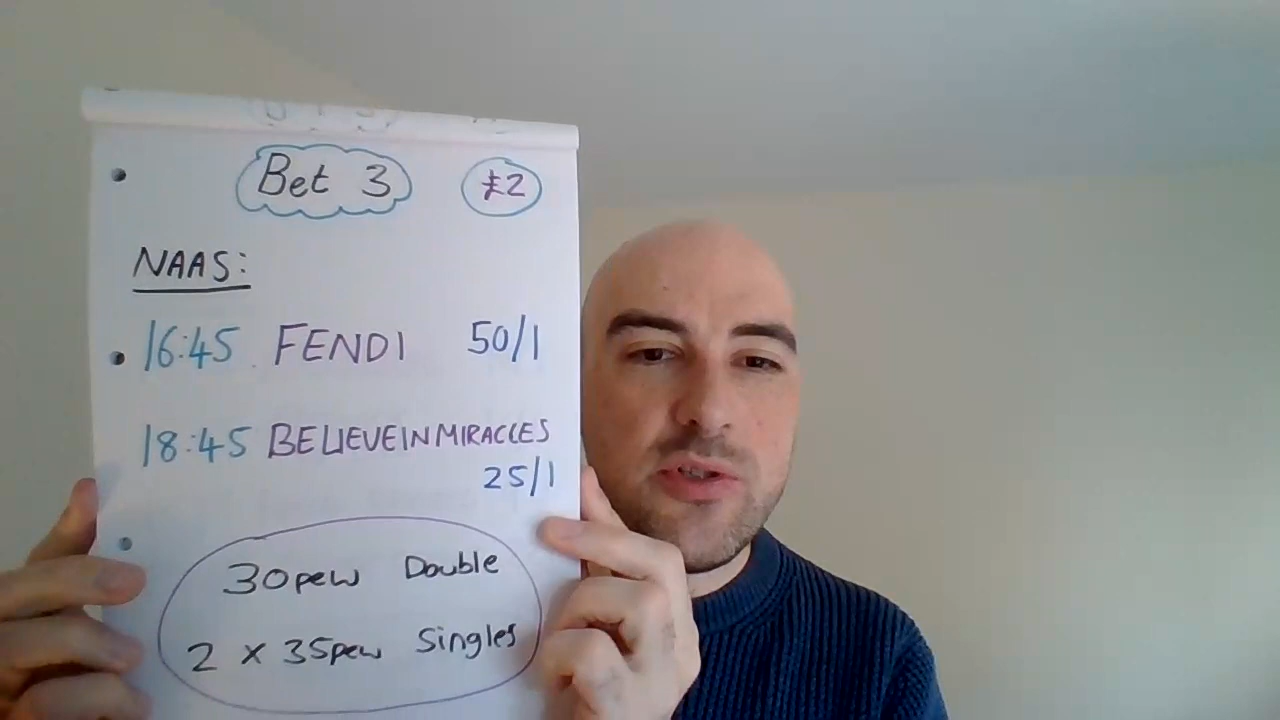 Bet 3 £2
NAAS:
16:45 FENDI 50/1
18:45 BELIEVEINMIRACLES
25/1
30pew Double
2 x 35pew Singles